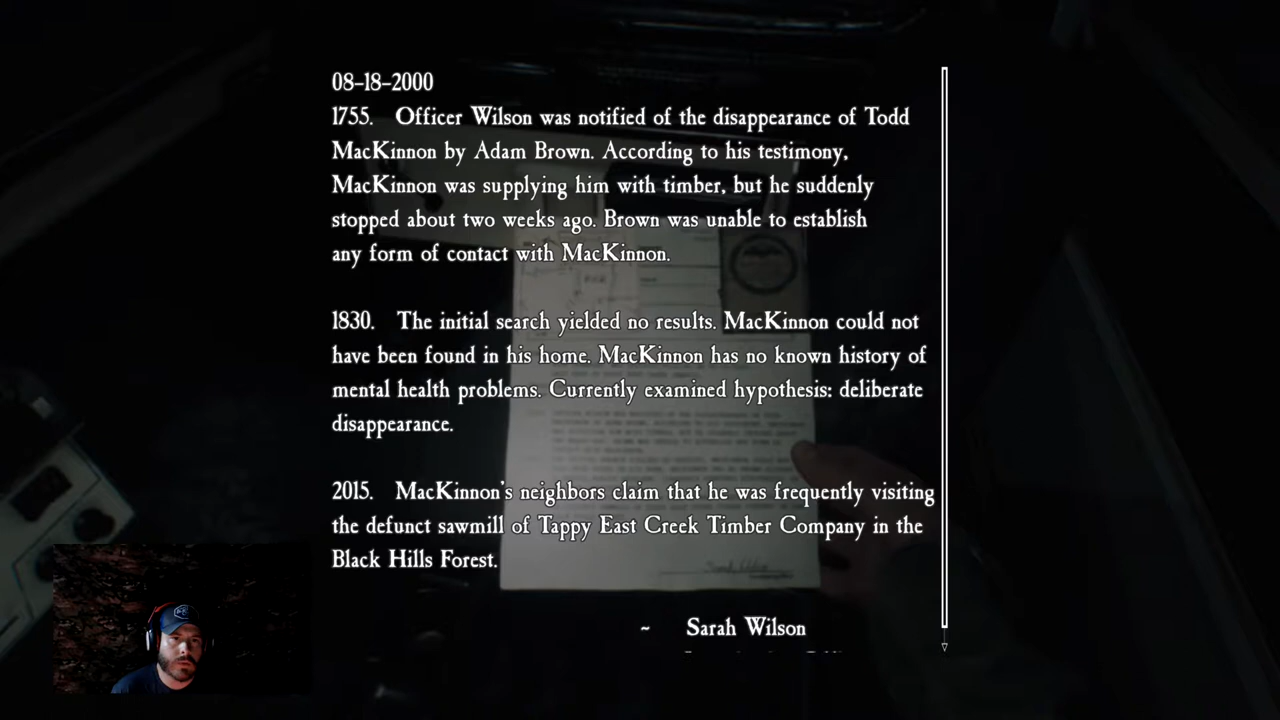 08-18-2000
1755. Officer Wilson was notified of the disappearance of Todd
MacKinnon by Adam Brown. According to his testimony,
MacKinnon was supplying him with timber, but he suddenly
stopped about two weeks ago. Brown was unable to establish
any form of contact with MacKinnon.
1830. The initial search yielded no results. MacKinnon could not
have been found in his home. MacKinnon has no known history of
mental health problems. Currently examined hypothesis: deliberate
disappearance.
2015. MacKinnon's neighbors claim that he was frequently visiting
the defunct sawmill of Tappy East Creek Timber Company in the
Black Hills Forest.
~ Sarah Wilson